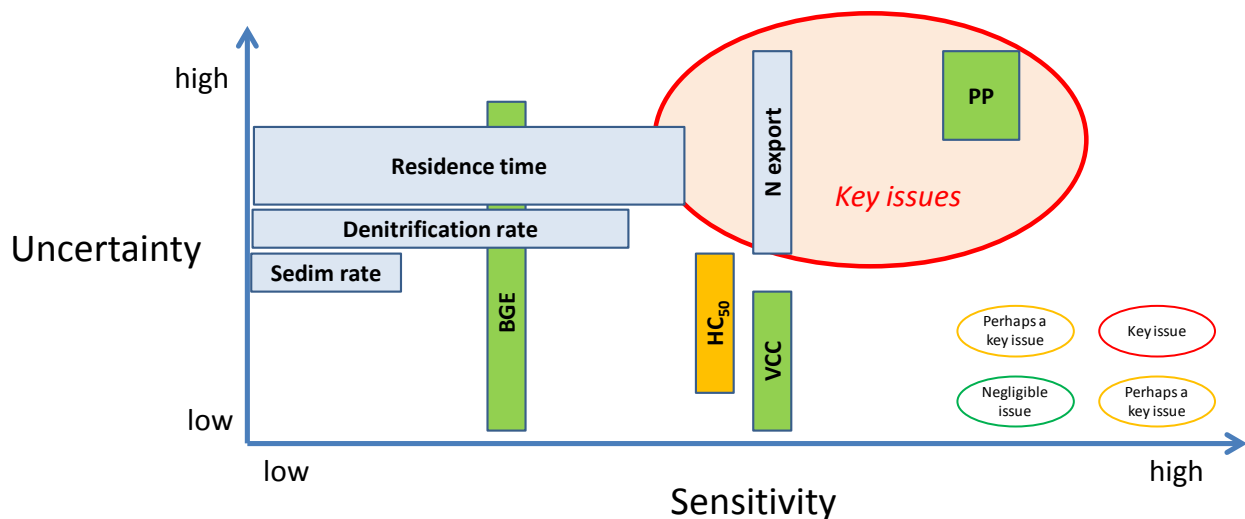 high
PP
N export
Residence time
Key issues
Denitrification rate
Uncertainty
Sedim rate
BGE
HC₅₀
VCC
Perhaps a
key issue
Key issue
Negligible
issue
Perhaps a
key issue
low
low
high
Sensitivity